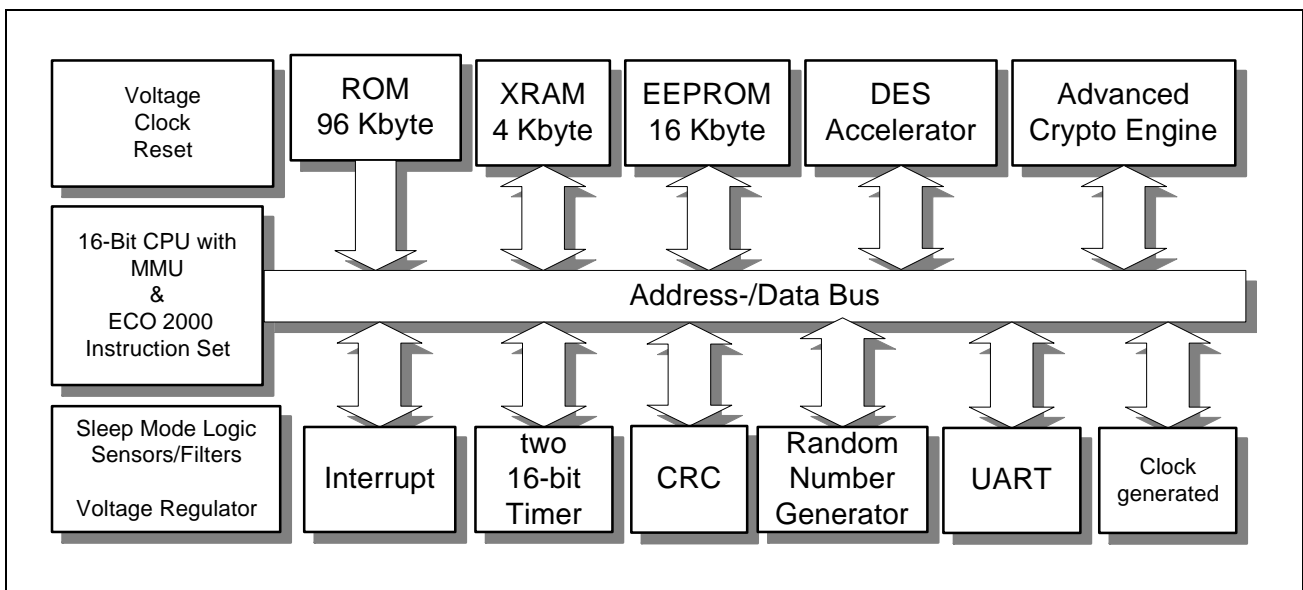 Voltage
Clock
Reset
ROM
96 Kbyte
XRAM
4 Kbyte
EEPROM
16 Kbyte
DES
Accelerator
Advanced
Crypto Engine
16-Bit CPU with
MMU
&
ECO 2000
Instruction Set
Address-/Data Bus
Sleep Mode Logic
Sensors/Filters
Voltage Regulator
Interrupt
two
16-bit
Timer
CRC
Random
Number
Generator
UART
Clock
generated